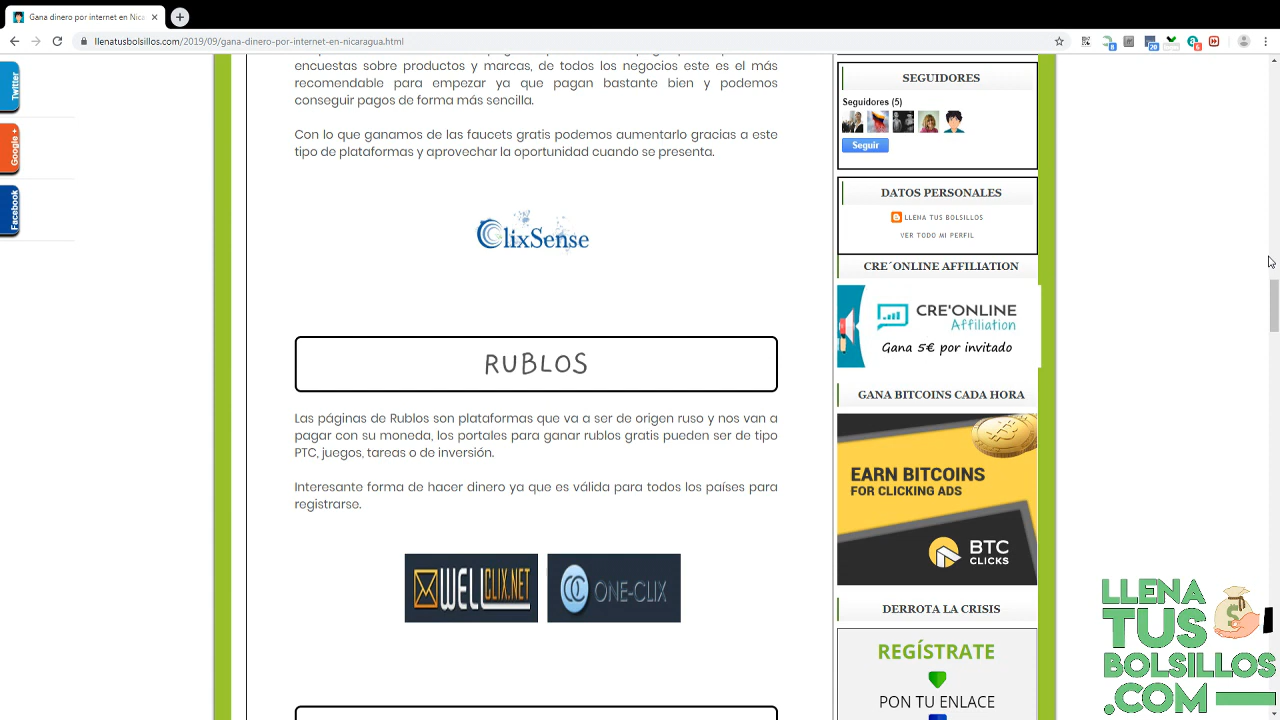 Gana dinero por internet en Nica
llenatusbolsillos.com/2019/09/gana-dinero-por-internet-en-nicaragua.html
Twitter
Google +
Facebook
encuestas sobre productos y marcas, de todos los negocios este es el más
recomendable para empezar ya que pagan bastante bien y podemos
conseguir pagos de forma más sencilla.
Con lo que ganamos de las faucets gratis podemos aumentarlo gracias a este
tipo de plataformas y aprovechar la oportunidad cuando se presenta.
ClixSense
RUBLOS
Las páginas de Rublos son plataformas que va a ser de origen ruso y nos van a
pagar con su moneda, los portales para ganar rublos gratis pueden ser de tipo
PTC, juegos, tareas o de inversión.
Interesante forma de hacer dinero ya que es válida para todos los países para
registrarse.
WELLCLIX.NET
ONE-CLIX
SEGUIDORES
Seguidores (5)
Seguir
DATOS PERSONALES
LLENA TUS BOLSILLOS
VER TODO MI PERFIL
CRE´ONLINE AFFILIATION
CRE'ONLINE
Affiliation
Gana 5€ por invitado
GANA BITCOINS CADA HORA
EARN BITCOINS
FOR CLICKING ADS
BTC
CLICKS
DERROTA LA CRISIS
REGÍSTRATE
PON TU ENLACE
LLENA
TUS
BOLSILLOS
.COM